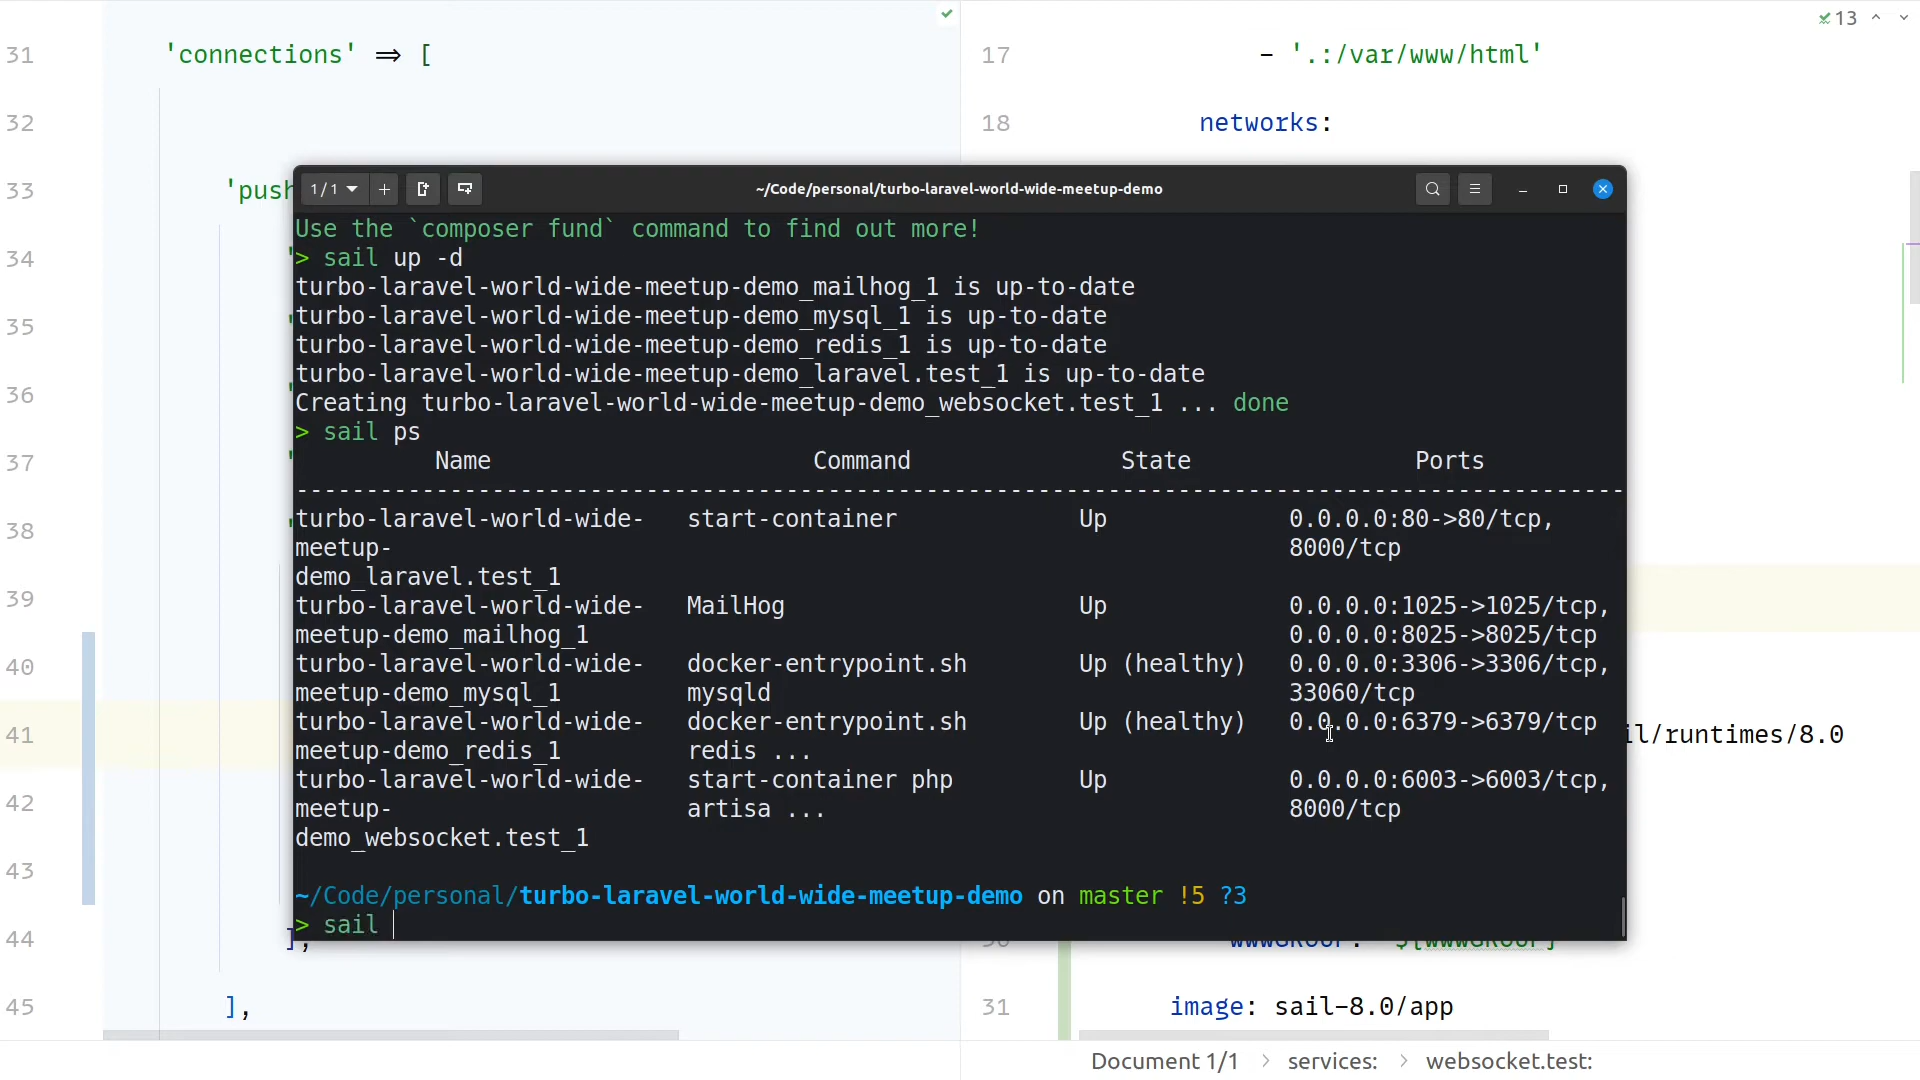 31 'connections' => [
32
33 'push
34 '
35 '
36 '
37 '
38 '
39
40
41
42
43
44 ],
45 ],
13
17 - '.:/var/www/html'
18 networks:
1/1
~/Code/personal/turbo-laravel-world-wide-meetup-demo
Use the `composer fund` command to find out more!
> sail up -d
turbo-laravel-world-wide-meetup-demo_mailhog_1 is up-to-date
turbo-laravel-world-wide-meetup-demo_mysql_1 is up-to-date
turbo-laravel-world-wide-meetup-demo_redis_1 is up-to-date
turbo-laravel-world-wide-meetup-demo_laravel.test_1 is up-to-date
Creating turbo-laravel-world-wide-meetup-demo_websocket.test_1 ... done
> sail ps
Name Command State Ports
-----------------------------------------------------------------------------------------------
turbo-laravel-world-wide- start-container Up 0.0.0.0:80->80/tcp,
meetup- 8000/tcp
demo_laravel.test_1
turbo-laravel-world-wide- MailHog Up 0.0.0.0:1025->1025/tcp,
meetup-demo_mailhog_1 0.0.0.0:8025->8025/tcp
turbo-laravel-world-wide- docker-entrypoint.sh Up (healthy) 0.0.0.0:3306->3306/tcp,
meetup-demo_mysql_1 mysqld 33060/tcp
turbo-laravel-world-wide- docker-entrypoint.sh Up (healthy) 0.0.0.0:6379->6379/tcp
meetup-demo_redis_1 redis ...
turbo-laravel-world-wide- start-container php Up 0.0.0.0:6003->6003/tcp,
meetup- artisa ... 8000/tcp
demo_websocket.test_1
~/Code/personal/turbo-laravel-world-wide-meetup-demo on master !5 ?3
> sail
il/runtimes/8.0
31 image: sail-8.0/app
Document 1/1 > services: > websocket.test: